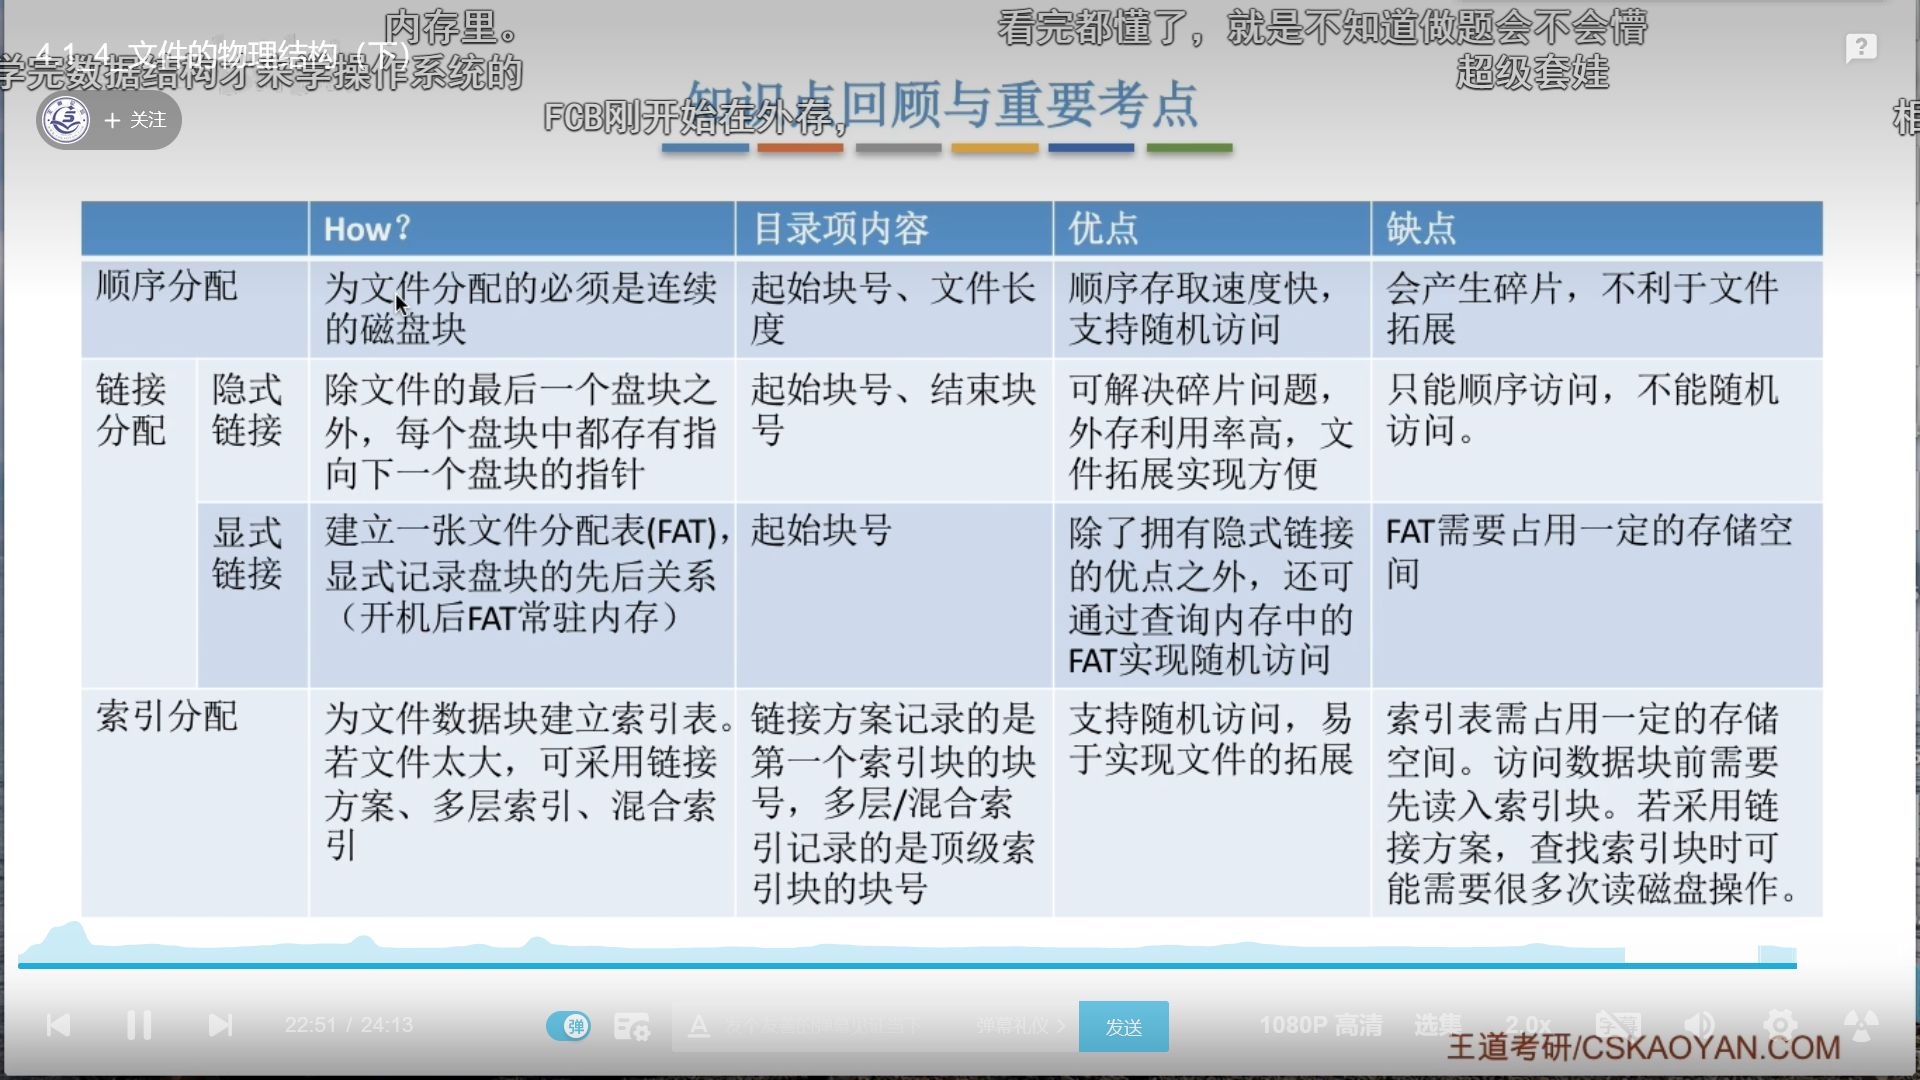 内存里。
看完都懂了，就是不知道做题会不会懵
4.1_4_文件的物理结构（下）
学完数据结构才来学操作系统的
超级套娃
知识点回顾与重要考点
FCB刚开始在外存,
相
+ 关注
How？ 目录项内容 优点 缺点
顺序分配
为文件分配的必须是连续
的磁盘块
起始块号、文件长
度
顺序存取速度快，
支持随机访问
会产生碎片，不利于文件
拓展
链接
分配
隐式
链接
除文件的最后一个盘块之
外，每个盘块中都存有指
向下一个盘块的指针
起始块号、结束块
号
可解决碎片问题，
外存利用率高，文
件拓展实现方便
只能顺序访问，不能随机
访问。
显式
链接
建立一张文件分配表(FAT)，
显式记录盘块的先后关系
（开机后FAT常驻内存）
起始块号
除了拥有隐式链接
的优点之外，还可
通过查询内存中的
FAT实现随机访问
FAT需要占用一定的存储空
间
索引分配
为文件数据块建立索引表。
若文件太大，可采用链接
方案、多层索引、混合索
引
链接方案记录的是
第一个索引块的块
号，多层/混合索
引记录的是顶级索
引块的块号
支持随机访问，易
于实现文件的拓展
索引表需占用一定的存储
空间。访问数据块前需要
先读入索引块。若采用链
接方案，查找索引块时可
能需要很多次读磁盘操作。
22:51 / 24:13
弹
发个友善的弹幕见证当下
弹幕礼仪 >
发送
1080P 高清
选集
2.0x
字幕
王道考研/CSKAOYAN.COM